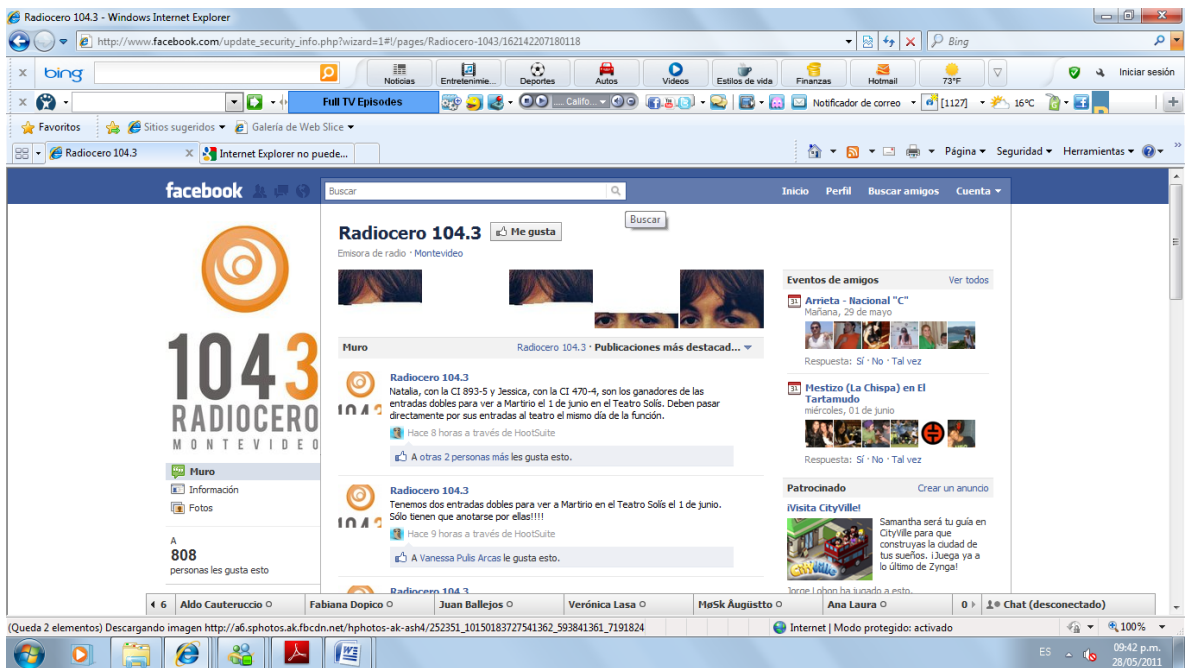 Radiocero 104.3 - Windows Internet Explorer
http://www.facebook.com/update_security_info.php?wizard=1#!/pages/Radiocero-1043/162142207180118
Bing
bing
Noticias Entretenimie... Deportes Autos Videos Estilos de vida Finanzas Hotmail 73°F
Iniciar sesión
Full TV Episodes
Califo...
Notificador de correo
[1127]
16°C
Favoritos
Sitios sugeridos
Galería de Web Slice
Radiocero 104.3
Internet Explorer no puede...
Página Seguridad Herramientas
facebook
Buscar
Inicio Perfil Buscar amigos Cuenta
Buscar
1043
RADIOCERO
MONTEVIDEO
Muro
Información
Fotos
A
808
personas les gusta esto
Radiocero 104.3
Me gusta
Emisora de radio · Montevideo
Muro
Radiocero 104.3 · Publicaciones más destacad...
Radiocero 104.3
Natalia, con la CI 893-5 y Jessica, con la CI 470-4, son los ganadores de las
entradas dobles para ver a Martirio el 1 de junio en el Teatro Solís. Deben pasar
directamente por sus entradas al teatro el mismo día de la función.
Hace 8 horas a través de HootSuite
A otras 2 personas más les gusta esto.
Radiocero 104.3
Tenemos dos entradas dobles para ver a Martirio en el Teatro Solís el 1 de junio.
Sólo tienen que anotarse por ellas!!!!
Hace 9 horas a través de HootSuite
A Vanessa Pulis Arcas le gusta esto.
Radiocero 104.3
Eventos de amigos
Ver todos
31
Arrieta - Nacional "C"
Mañana, 29 de mayo
Respuesta: Sí · No · Tal vez
31
Mestizo (La Chispa) en El
Tartamudo
miércoles, 01 de junio
Respuesta: Sí · No · Tal vez
Patrocinado
Crear un anuncio
¡Visita CityVille!
CityVille
Samantha será tu guía en
CityVille para que
construyas la ciudad de
tus sueños. ¡Juega ya a
lo último de Zynga!
Jorge Lobon ha jugado a esto.
6
Aldo Cauteruccio
Fabiana Dopico
Juan Ballejos
Verónica Lasa
MøSk Âugüstto
Ana Laura
0
Chat (desconectado)
(Queda 2 elementos) Descargando imagen http://a6.sphotos.ak.fbcdn.net/hphotos-ak-ash4/252351_10150183727541362_593841361_7191824
Internet | Modo protegido: activado
100%
ES
09:42 p.m.
28/05/2011